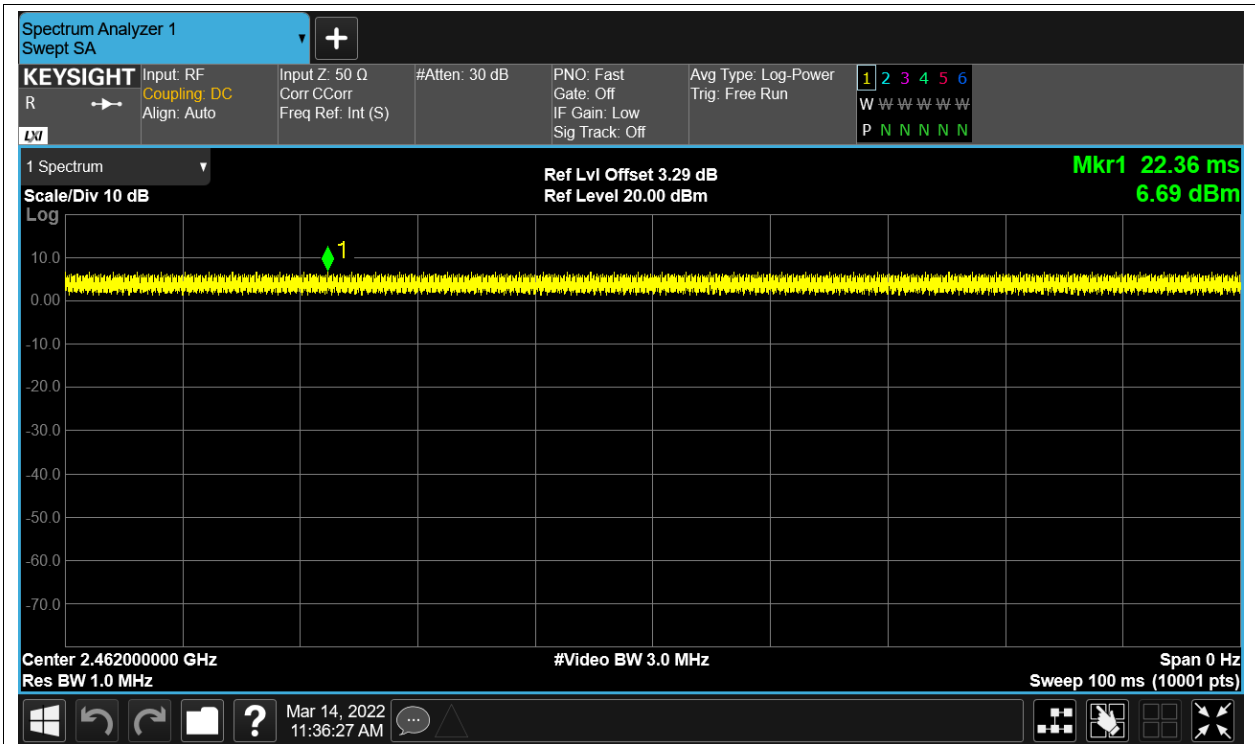 Spectrum Analyzer 1
Swept SA
KEYSIGHT
R
LXI
Input: RF
Coupling: DC
Align: Auto
Input Z: 50 Ω
Corr CCorr
Freq Ref: Int (S)
#Atten: 30 dB
PNO: Fast
Gate: Off
IF Gain: Low
Sig Track: Off
Avg Type: Log-Power
Trig: Free Run
1 2 3 4 5 6
W W W W W W
P N N N N N
1 Spectrum
Scale/Div 10 dB
Ref Lvl Offset 3.29 dB
Ref Level 20.00 dBm
Mkr1 22.36 ms
6.69 dBm
Log
1
10.0
0.00
-10.0
-20.0
-30.0
-40.0
-50.0
-60.0
-70.0
Center 2.462000000 GHz
#Video BW 3.0 MHz
Span 0 Hz
Res BW 1.0 MHz
Sweep 100 ms (10001 pts)
?
Mar 14, 2022
11:36:27 AM